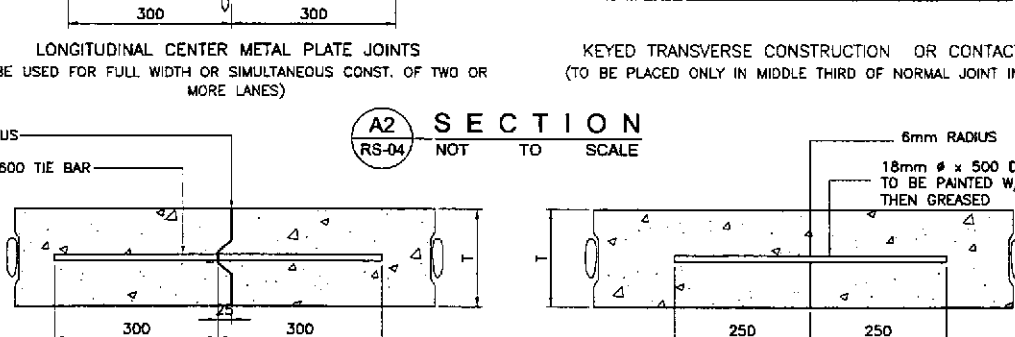 300 300
LONGITUDINAL CENTER METAL PLATE JOINTS
BE USED FOR FULL WIDTH OR SIMULTANEOUS CONST. OF TWO OR
MORE LANES)
KEYED TRANSVERSE CONSTRUCTION OR CONTACT
(TO BE PLACED ONLY IN MIDDLE THIRD OF NORMAL JOINT IN
A2 SECTION
RS-04 NOT TO SCALE
US
600 TIE BAR
T
25
300 300
6mm RADIUS
18mm ø x 500 D
TO BE PAINTED W/
THEN GREASED
T
250 250